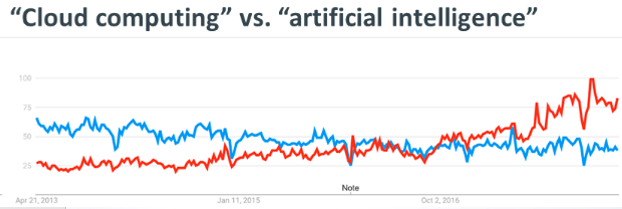 “Cloud computing” vs. “artificial intelligence”
100
75
50
25
Note
Apr 21, 2013
Jan 11, 2015
Oct 2, 2016